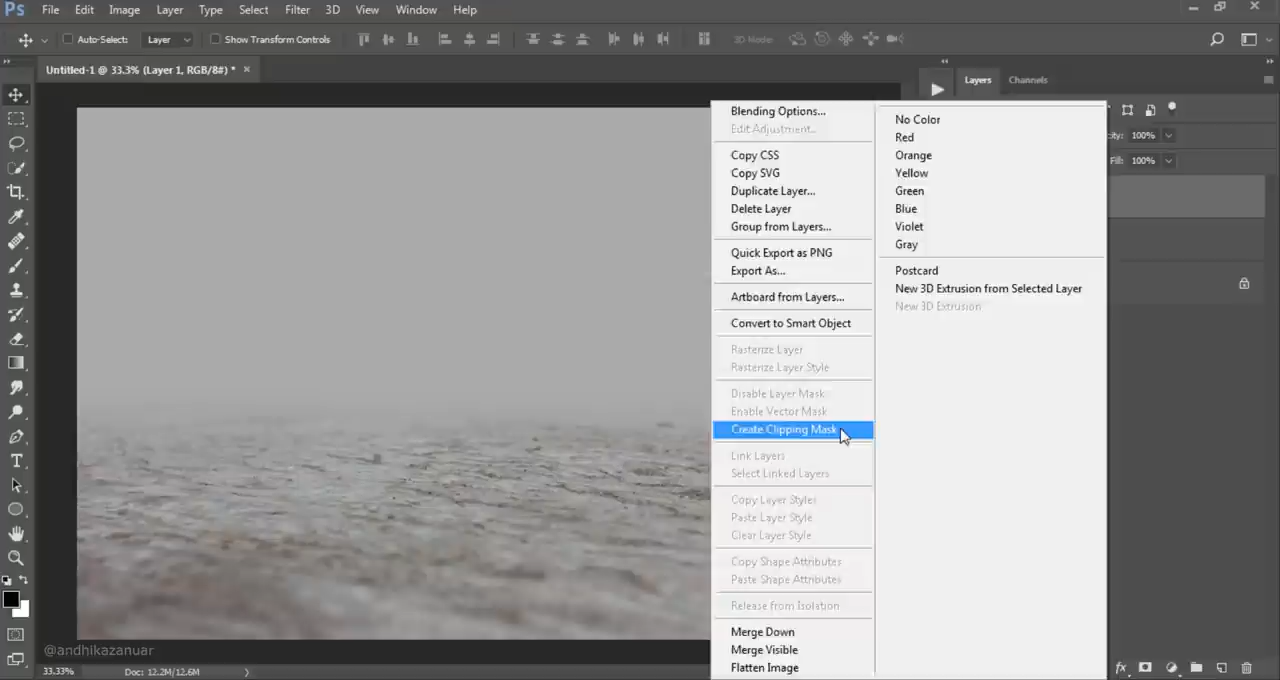 Ps File Edit Image Layer Type Select Filter 3D View Window Help
Auto-Select: Layer Show Transform Controls 3D Mode:
Untitled-1 @ 33.3% (Layer 1, RGB/8#) * ×
Layers Channels
Blending Options...
Edit Adjustment...
Copy CSS
Copy SVG
Duplicate Layer...
Delete Layer
Group from Layers...
Quick Export as PNG
Export As...
Artboard from Layers...
Convert to Smart Object
Rasterize Layer
Rasterize Layer Style
Disable Layer Mask
Enable Vector Mask
Create Clipping Mask
Link Layers
Select Linked Layers
Copy Layer Style
Paste Layer Style
Clear Layer Style
Copy Shape Attributes
Paste Shape Attributes
Release from Isolation
Merge Down
Merge Visible
Flatten Image
No Color
Red
Orange
Yellow
Green
Blue
Violet
Gray
Postcard
New 3D Extrusion from Selected Layer
New 3D Extrusion
city: 100%
Fill: 100%
T
@andhikazanuar
33.33% Doc: 12.2M/12.6M
fx